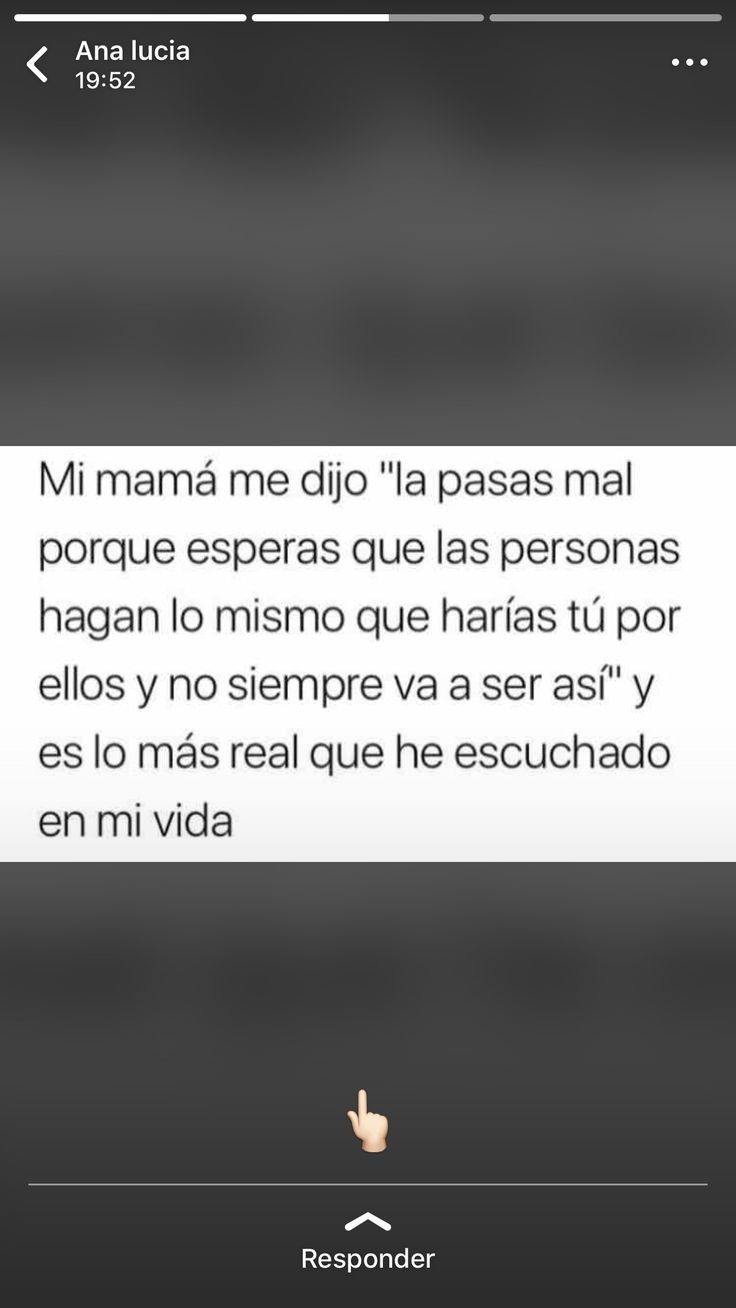 Ana lucia
19:52
Mi mamá me dijo "la pasas mal
porque esperas que las personas
hagan lo mismo que harías tú por
ellos y no siempre va a ser así" y
es lo más real que he escuchado
en mi vida
👆🏻
Responder